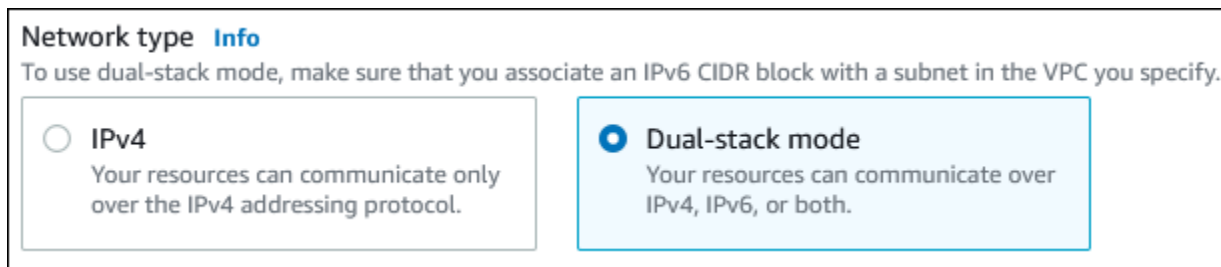 Network type Info
To use dual-stack mode, make sure that you associate an IPv6 CIDR block with a subnet in the VPC you specify.
IPv4
Your resources can communicate only
over the IPv4 addressing protocol.
Dual-stack mode
Your resources can communicate over
IPv4, IPv6, or both.